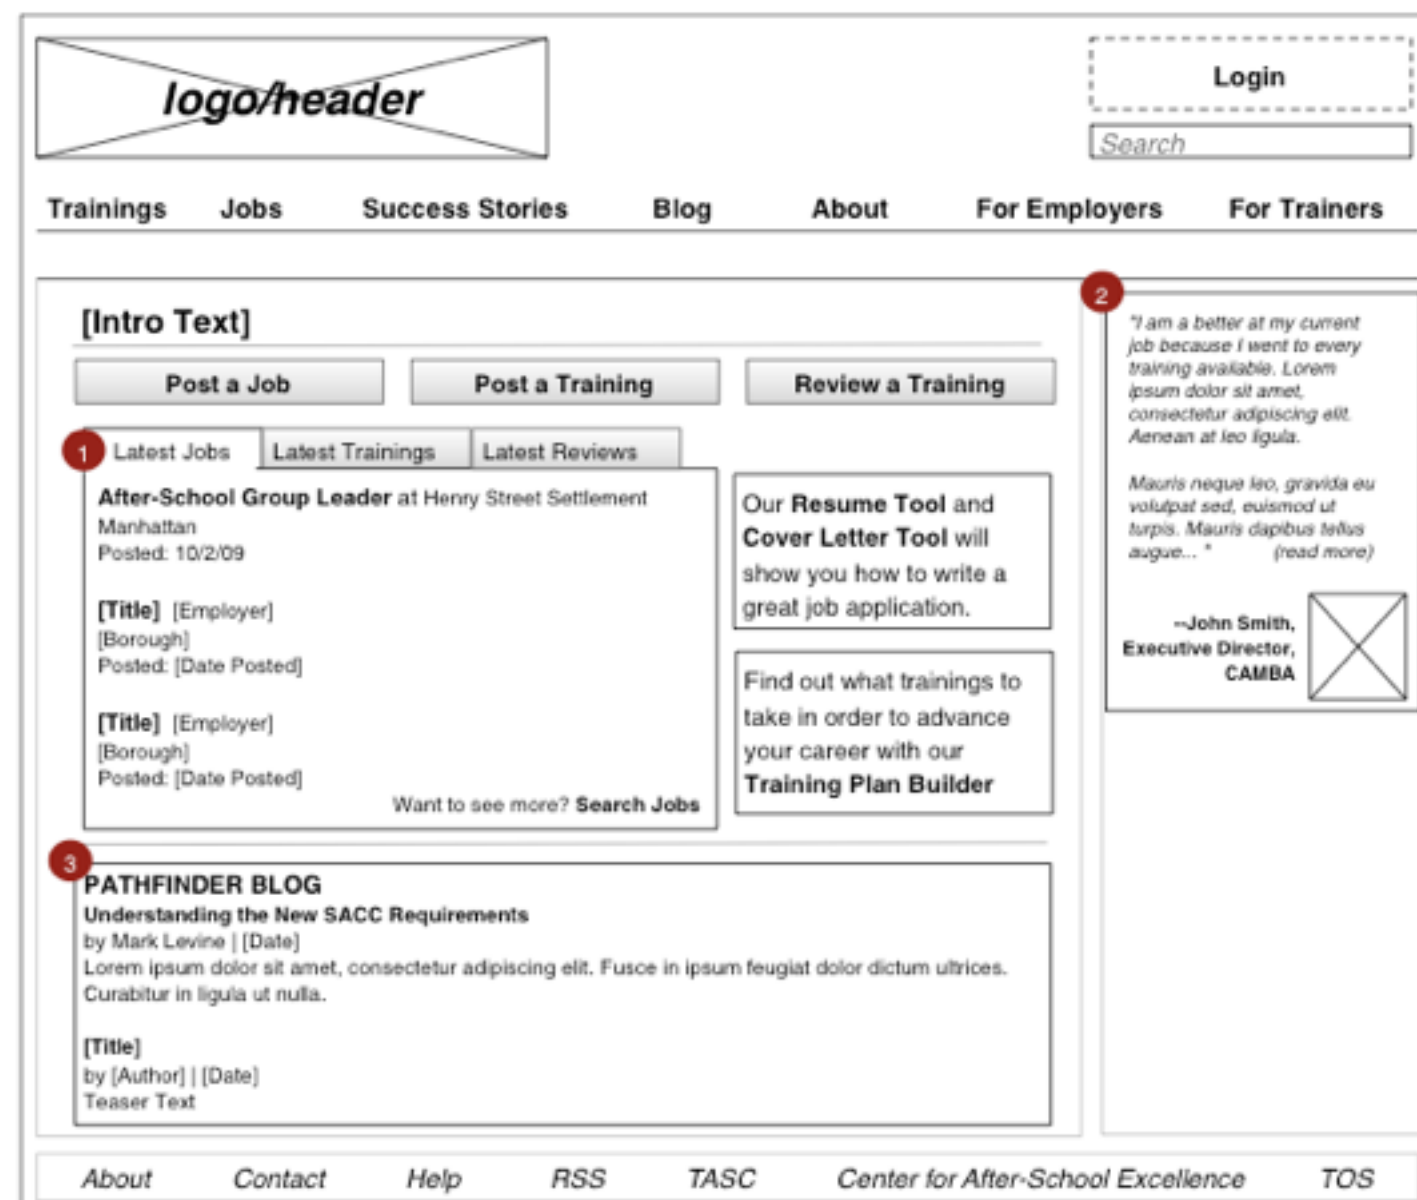 logo/header
Login
Search
Trainings Jobs Success Stories Blog About For Employers For Trainers
[Intro Text]
Post a Job Post a Training Review a Training
1
Latest Jobs Latest Trainings Latest Reviews
After-School Group Leader at Henry Street Settlement
Manhattan
Posted: 10/2/09
[Title] [Employer]
[Borough]
Posted: [Date Posted]
[Title] [Employer]
[Borough]
Posted: [Date Posted]
Want to see more? Search Jobs
Our Resume Tool and
Cover Letter Tool will
show you how to write a
great job application.
Find out what trainings to
take in order to advance
your career with our
Training Plan Builder
2
"I am a better at my current
job because I went to every
training available. Lorem
ipsum dolor sit amet,
consectetur adipiscing elit.
Aenean at leo ligula.
Mauris neque leo, gravida eu
volutpat sed, euismod ut
turpis. Mauris dapibus tellus
augue... " (read more)
--John Smith,
Executive Director,
CAMBA
3
PATHFINDER BLOG
Understanding the New SACC Requirements
by Mark Levine | [Date]
Lorem ipsum dolor sit amet, consectetur adipiscing elit. Fusce in ipsum feugiat dolor dictum ultrices.
Curabitur in ligula ut nulla.
[Title]
by [Author] | [Date]
Teaser Text
About Contact Help RSS TASC Center for After-School Excellence TOS